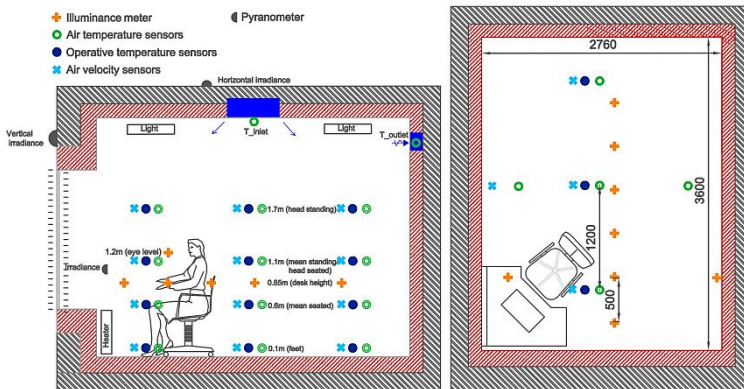 Illuminance meter
Pyranometer
Air temperature sensors
Operative temperature sensors
Air velocity sensors
Horizontal irradiance
Vertical
irradiance
Light
T_inlet
Light
T_outlet
1.7m (head standing)
1.2m (eye level)
1.1m (mean standing
head seated)
Irradiance
0.85m (desk height)
0.6m (mean seated)
Heater
0.1m (feet)
2760
3600
1200
500